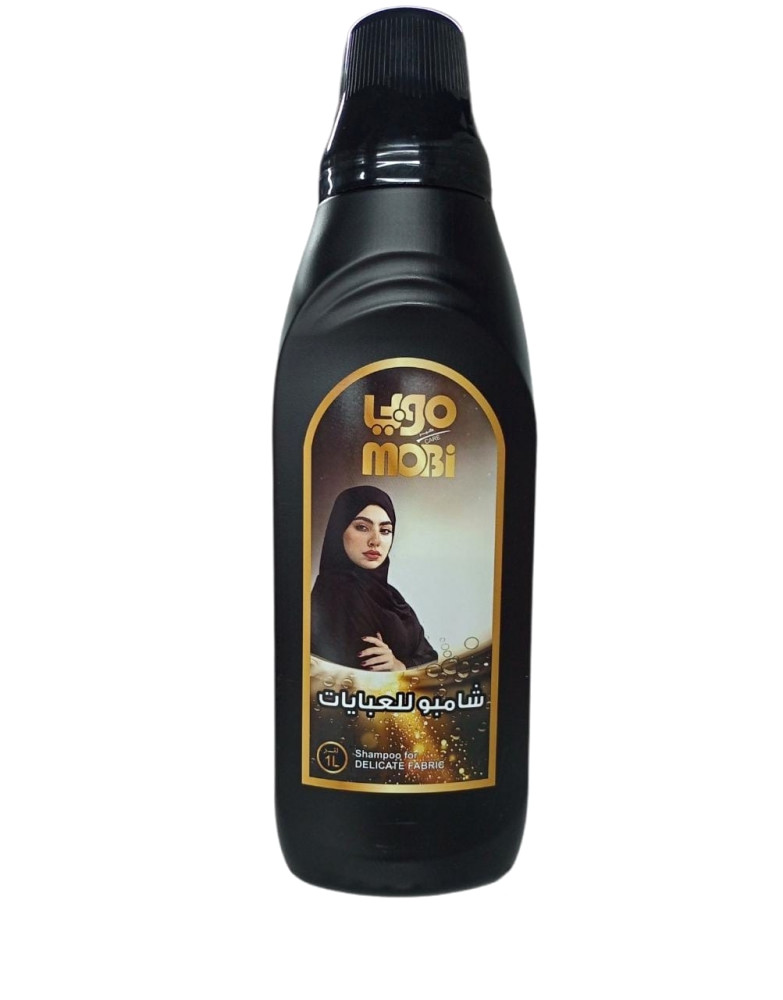 موبي
CARE
MOBi
شامبو للعبايات
لتر
1L
Shampoo for
DELICATE FABRIC